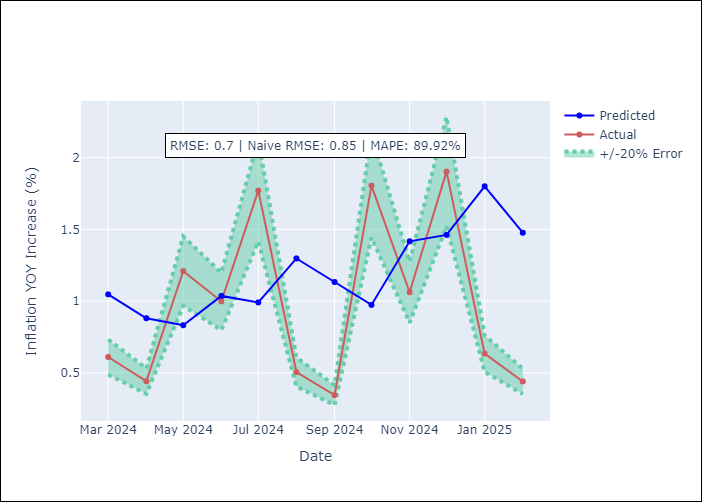 RMSE: 0.7 | Naive RMSE: 0.85 | MAPE: 89.92%
Predicted
Actual
+/-20% Error
Inflation YOY Increase (%)
2
1.5
1
0.5
Mar 2024
May 2024
Jul 2024
Sep 2024
Nov 2024
Jan 2025
Date